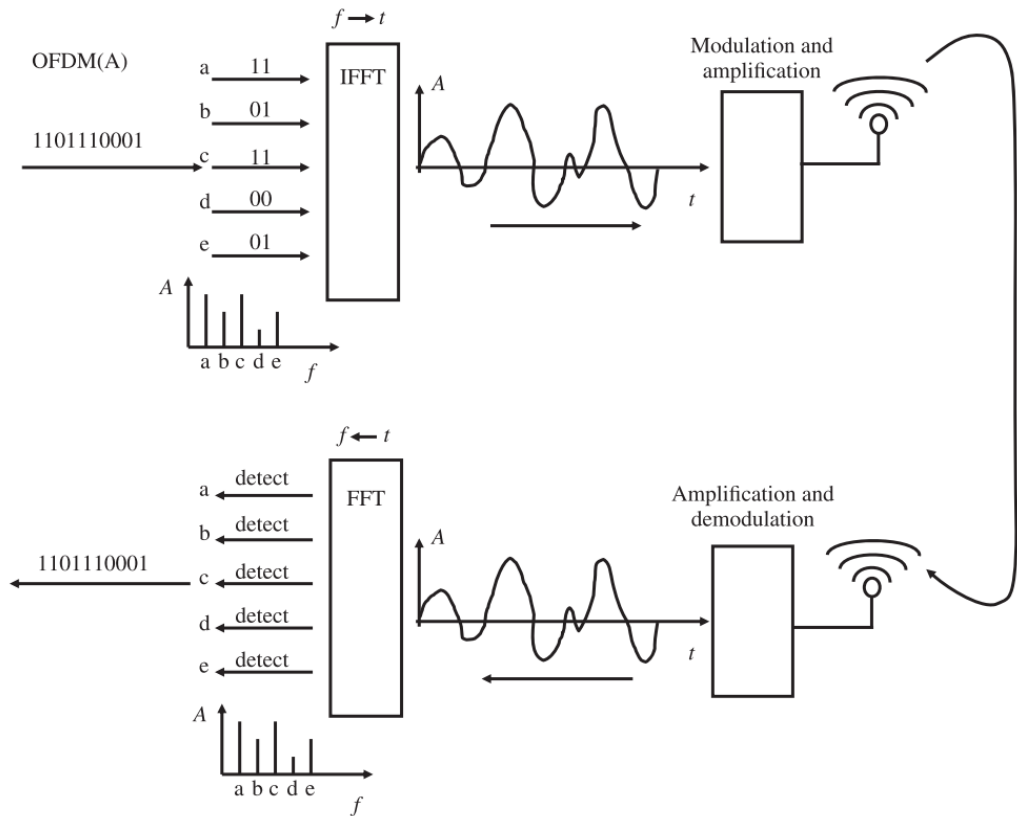 f → t
OFDM(A)
1101110001
a 11
b 01
c 11
d 00
e 01
IFFT
A
t
Modulation and
amplification
A
a b c d e
f
f ← t
1101110001
a detect
b detect
c detect
d detect
e detect
FFT
A
t
Amplification and
demodulation
A
a b c d e
f